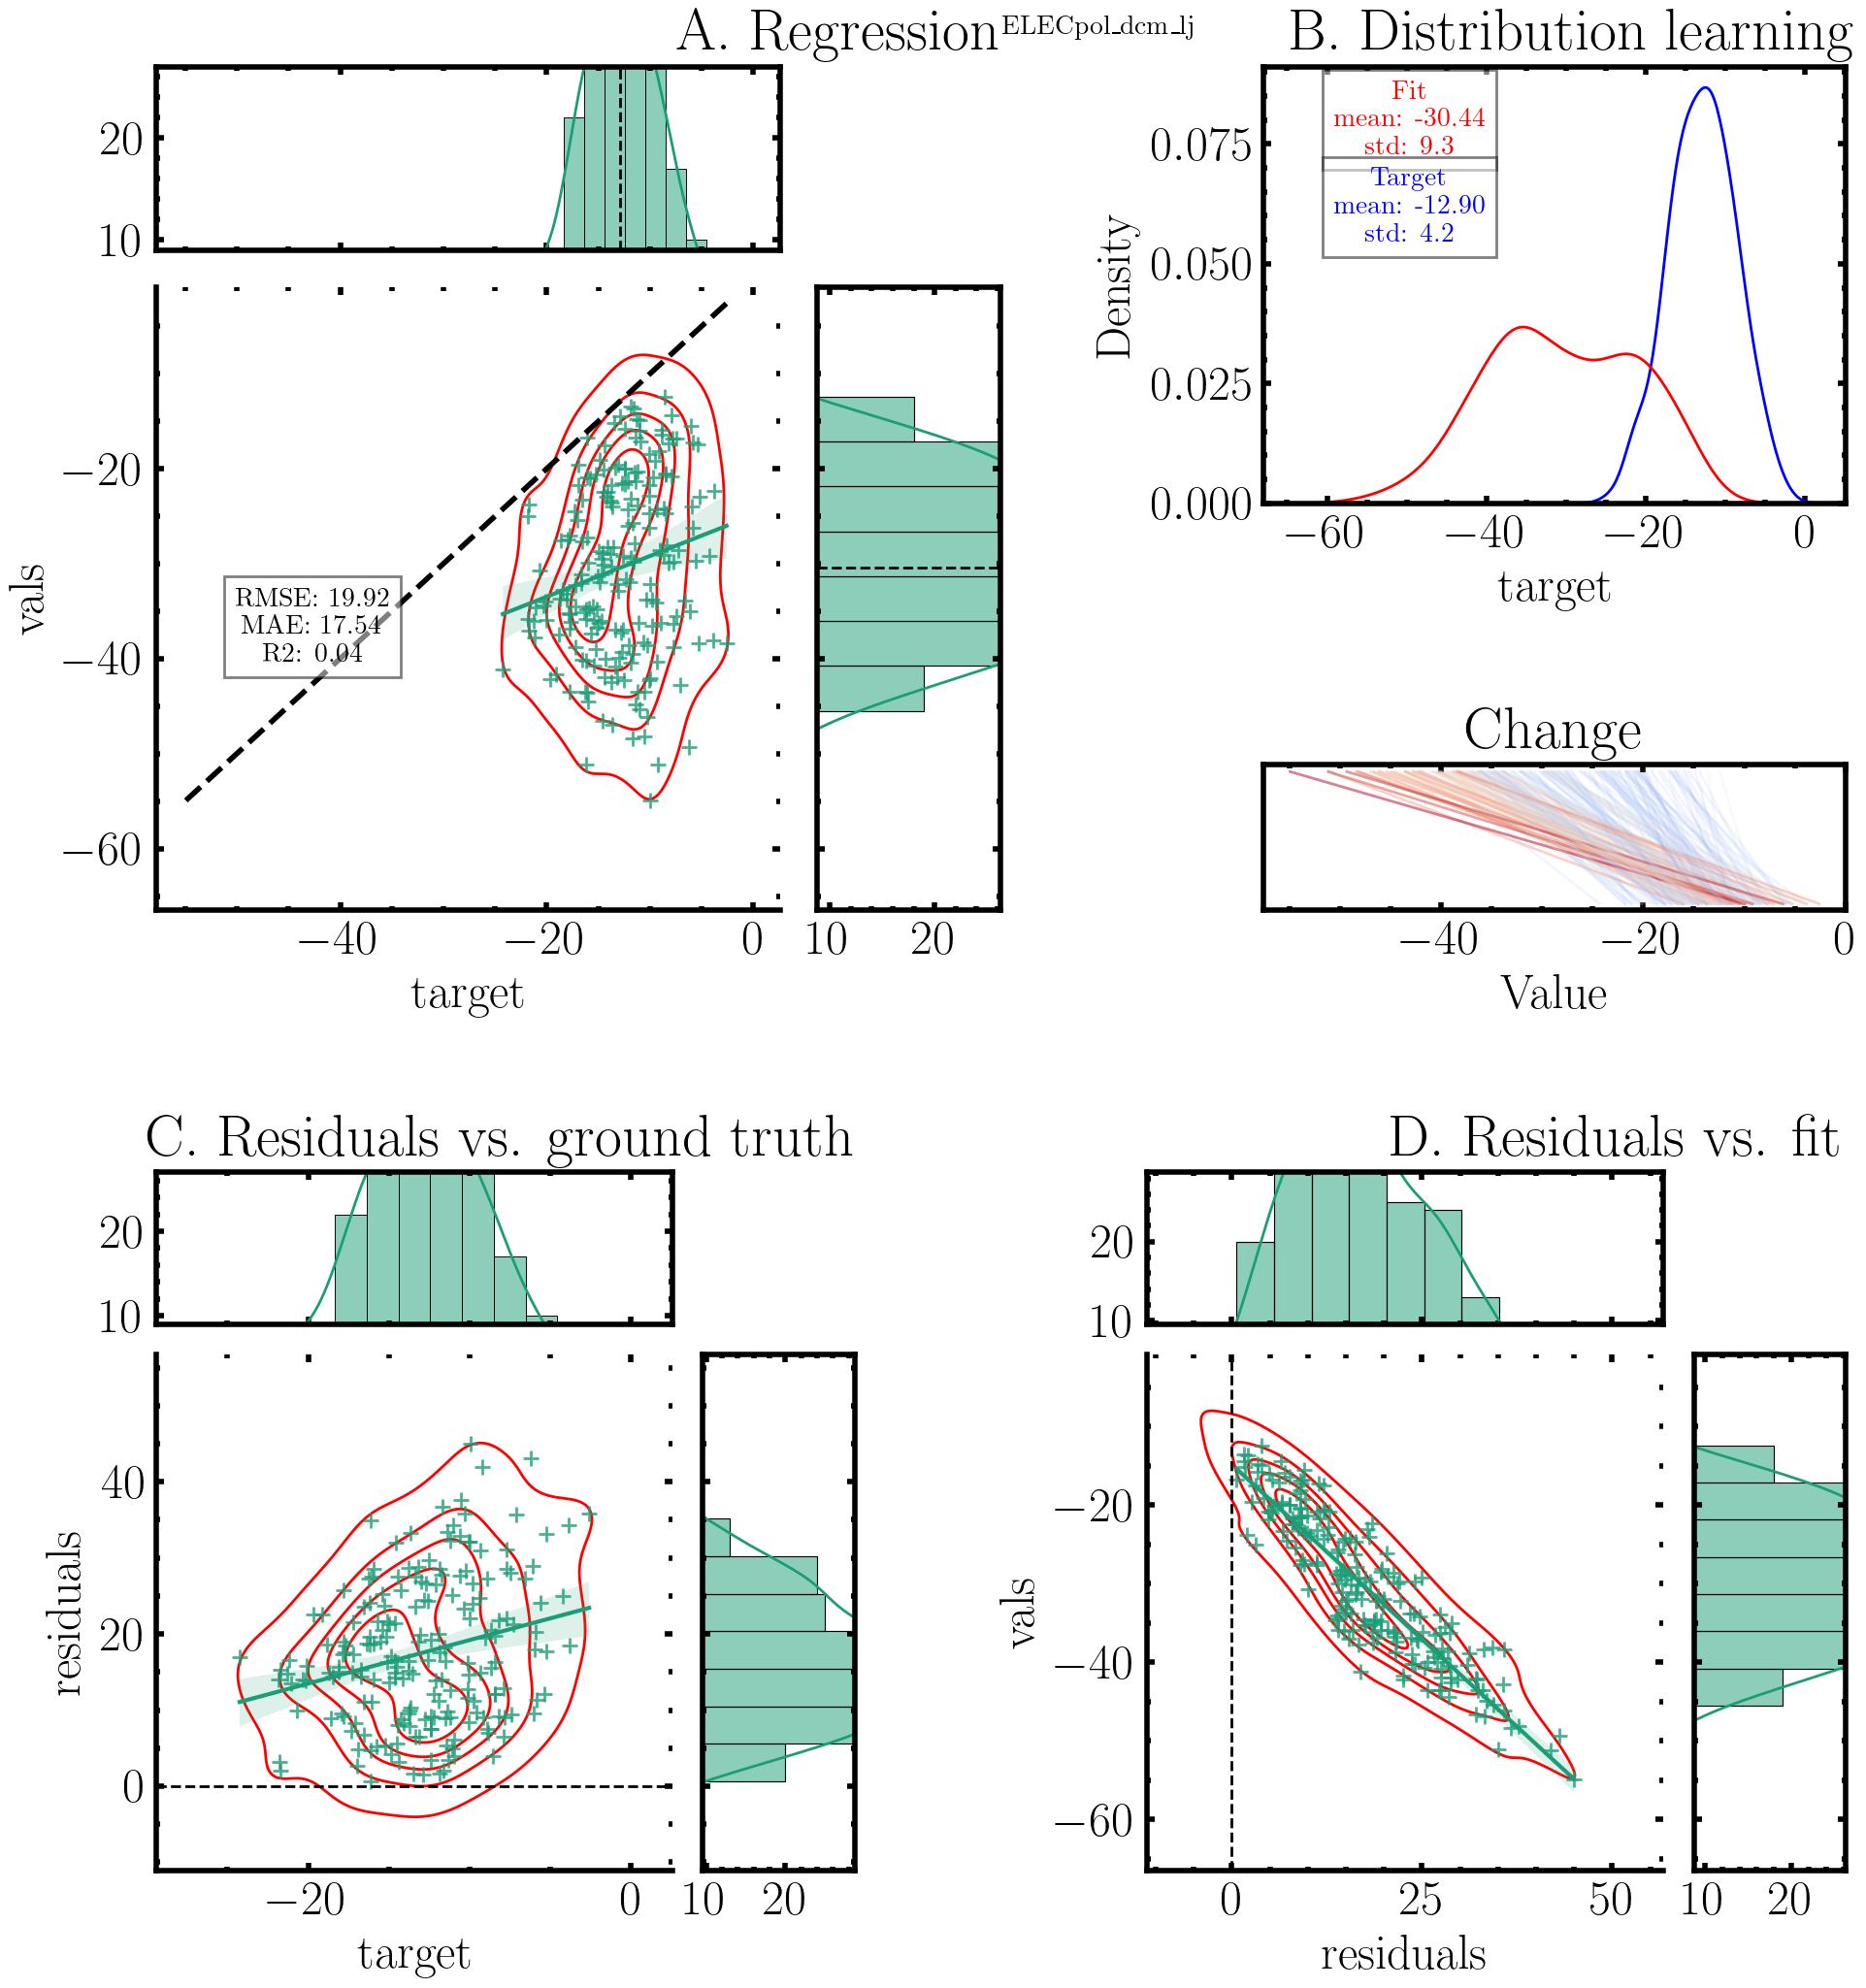 A. Regression ELECpol_dcm_lj
20
10
vals
−20
−40
−60
RMSE: 19.92
MAE: 17.54
R2: 0.04
−40
−20
0
target
10
20
B. Distribution learning
Density
0.075
0.050
0.025
0.000
Fit
mean: -30.44
std: 9.3
Target
mean: -12.90
std: 4.2
−60
−40
−20
0
target
Change
−40
−20
0
Value
C. Residuals vs. ground truth
20
10
residuals
40
20
0
−20
0
target
10
20
D. Residuals vs. fit
20
10
vals
−20
−40
−60
0
25
50
residuals
10
20